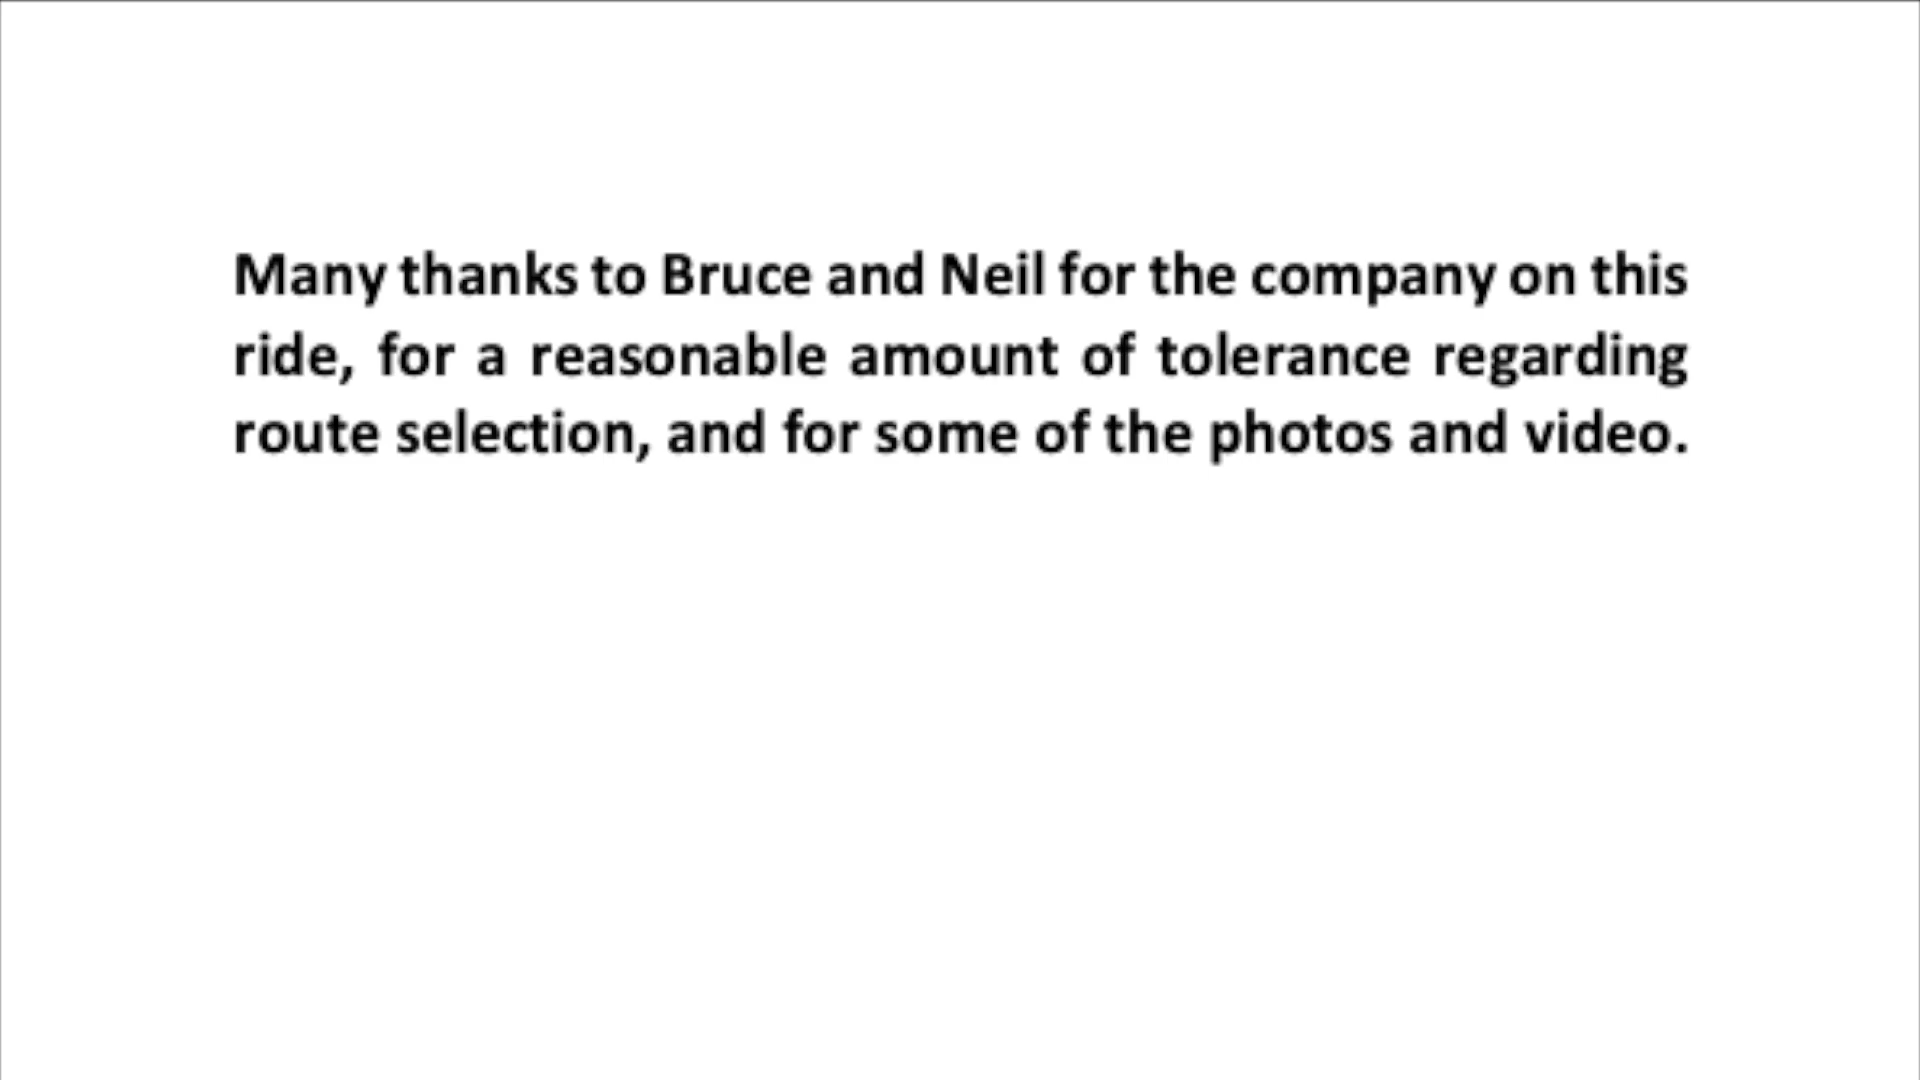 Many thanks to Bruce and Neil for the company on this
ride, for a reasonable amount of tolerance regarding
route selection, and for some of the photos and video.